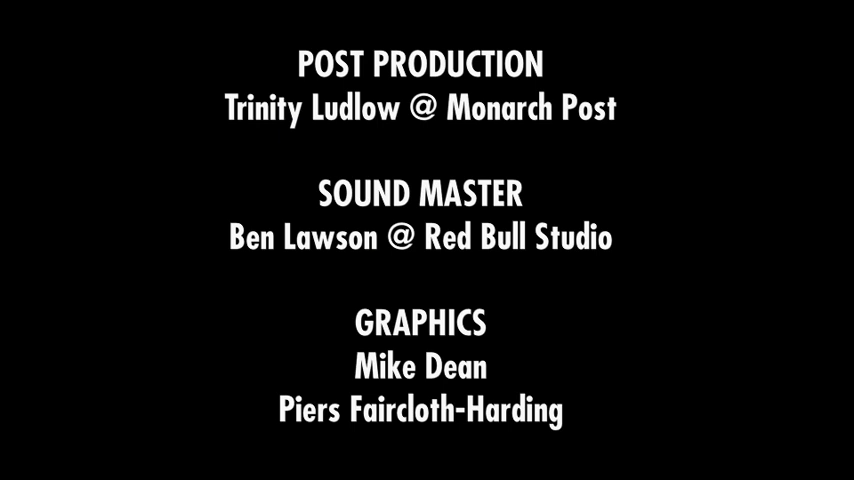 POST PRODUCTION
Trinity Ludlow @ Monarch Post
SOUND MASTER
Ben Lawson @ Red Bull Studio
GRAPHICS
Mike Dean
Piers Faircloth-Harding